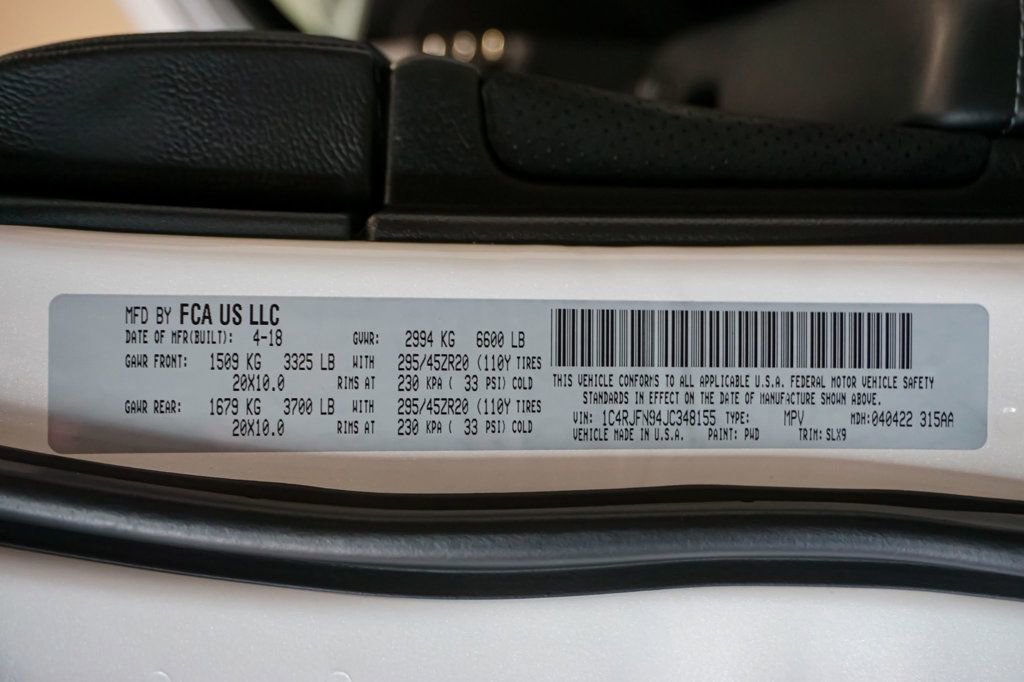 MFD BY FCA US LLC
DATE OF MFR(BUILT): 4-18 GVWR: 2994 KG 6600 LB
GAWR FRONT: 1509 KG 3325 LB WITH 295/45ZR20 (110Y TIRES
20X10.0 RIMS AT 230 KPA ( 33 PSI) COLD
GAWR REAR: 1679 KG 3700 LB WITH 295/45ZR20 (110Y TIRES
20X10.0 RIMS AT 230 KPA ( 33 PSI) COLD
THIS VEHICLE CONFORMS TO ALL APPLICABLE U.S.A. FEDERAL MOTOR VEHICLE SAFETY
STANDARDS IN EFFECT ON THE DATE OF MANUFACTURE SHOWN ABOVE.
VIN: 1C4RJFN94JC348155 TYPE: MPV MDH:040422 315AA
VEHICLE MADE IN U.S.A. PAINT: PWD TRIM: SLX9